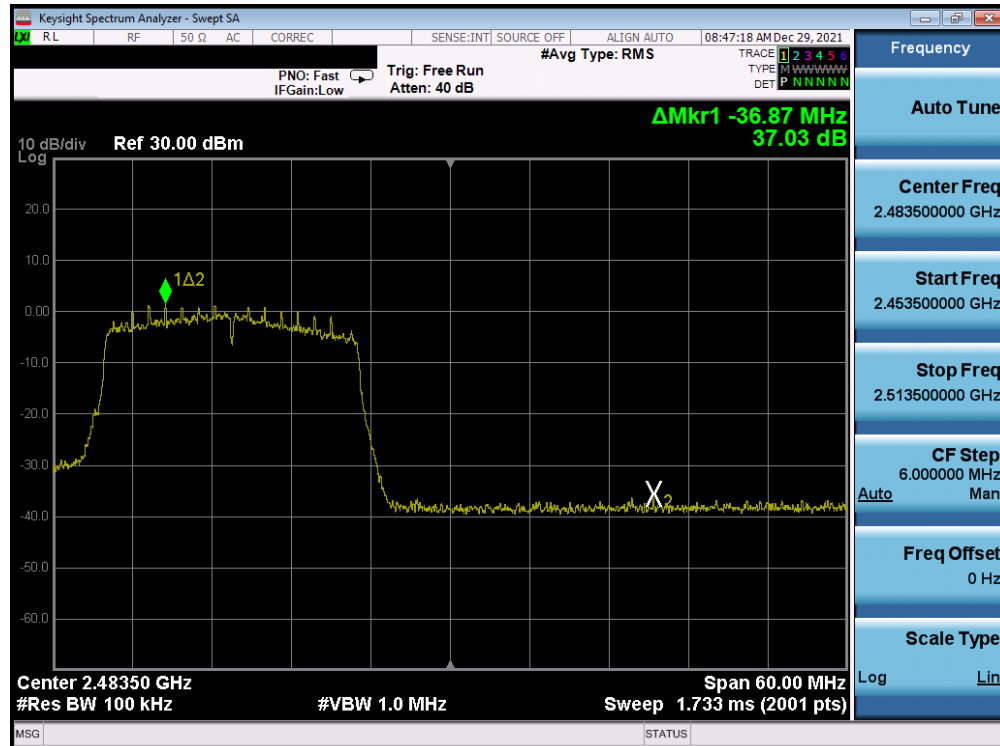 Keysight Spectrum Analyzer - Swept SA
LXI RL RF 50 Ω AC CORREC SENSE:INT SOURCE OFF ALIGN AUTO 08:47:18 AM Dec 29, 2021
PNO: Fast
IFGain:Low
Trig: Free Run
Atten: 40 dB
#Avg Type: RMS
TRACE 1 2 3 4 5 6
TYPE M WWWWW
DET P N N N N N
ΔMkr1 -36.87 MHz
37.03 dB
10 dB/div Ref 30.00 dBm
Log
20.0
10.0
0.00
-10.0
-20.0
-30.0
-40.0
-50.0
-60.0
1Δ2
X2
Center 2.48350 GHz Span 60.00 MHz
#Res BW 100 kHz #VBW 1.0 MHz Sweep 1.733 ms (2001 pts)
MSG STATUS
Frequency
Auto Tune
Center Freq
2.483500000 GHz
Start Freq
2.453500000 GHz
Stop Freq
2.513500000 GHz
CF Step
6.000000 MHz
Auto Man
Freq Offset
0 Hz
Scale Type
Log Lin